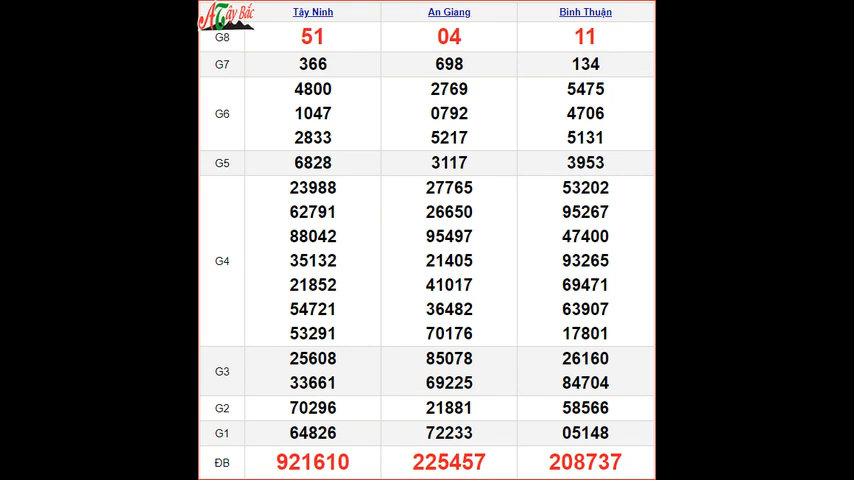 ATây Bắc
Tây Ninh An Giang Bình Thuận
G8 51 04 11
G7 366 698 134
4800 2769 5475
G6 1047 0792 4706
2833 5217 5131
G5 6828 3117 3953
23988 27765 53202
62791 26650 95267
88042 95497 47400
G4 35132 21405 93265
21852 41017 69471
54721 36482 63907
53291 70176 17801
25608 85078 26160
G3
33661 69225 84704
G2 70296 21881 58566
G1 64826 72233 05148
ĐB 921610 225457 208737